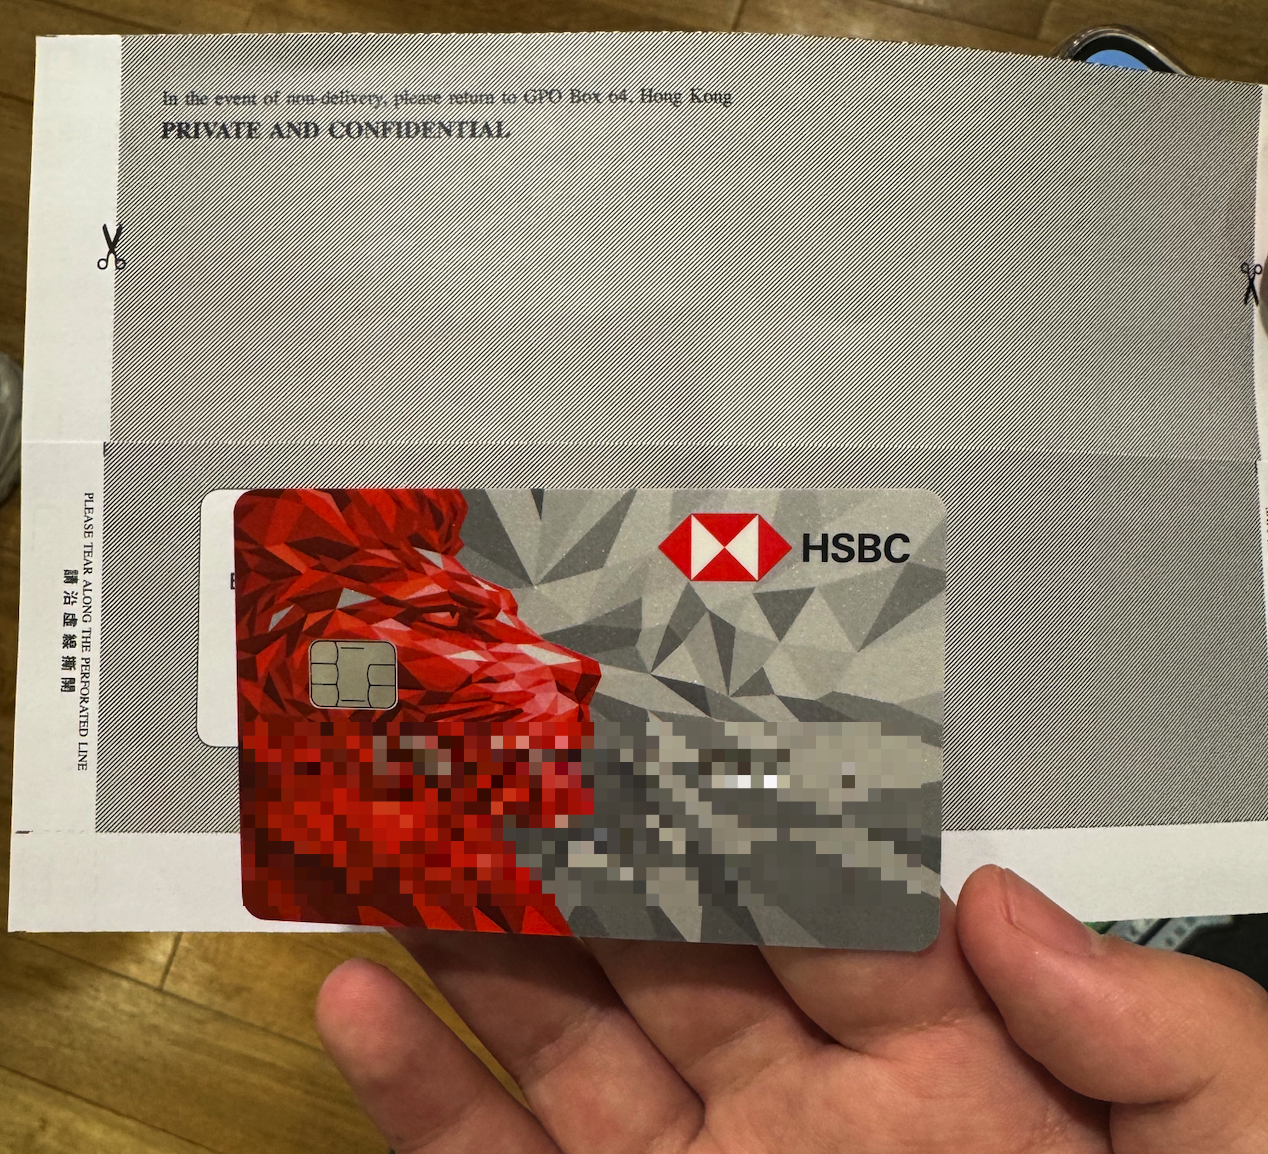 In the event of non-delivery, please return to GPO Box 64, Hong Kong
PRIVATE AND CONFIDENTIAL
PLEASE TEAR ALONG THE PERFORATED LINE
請沿虛線撕開
HSBC